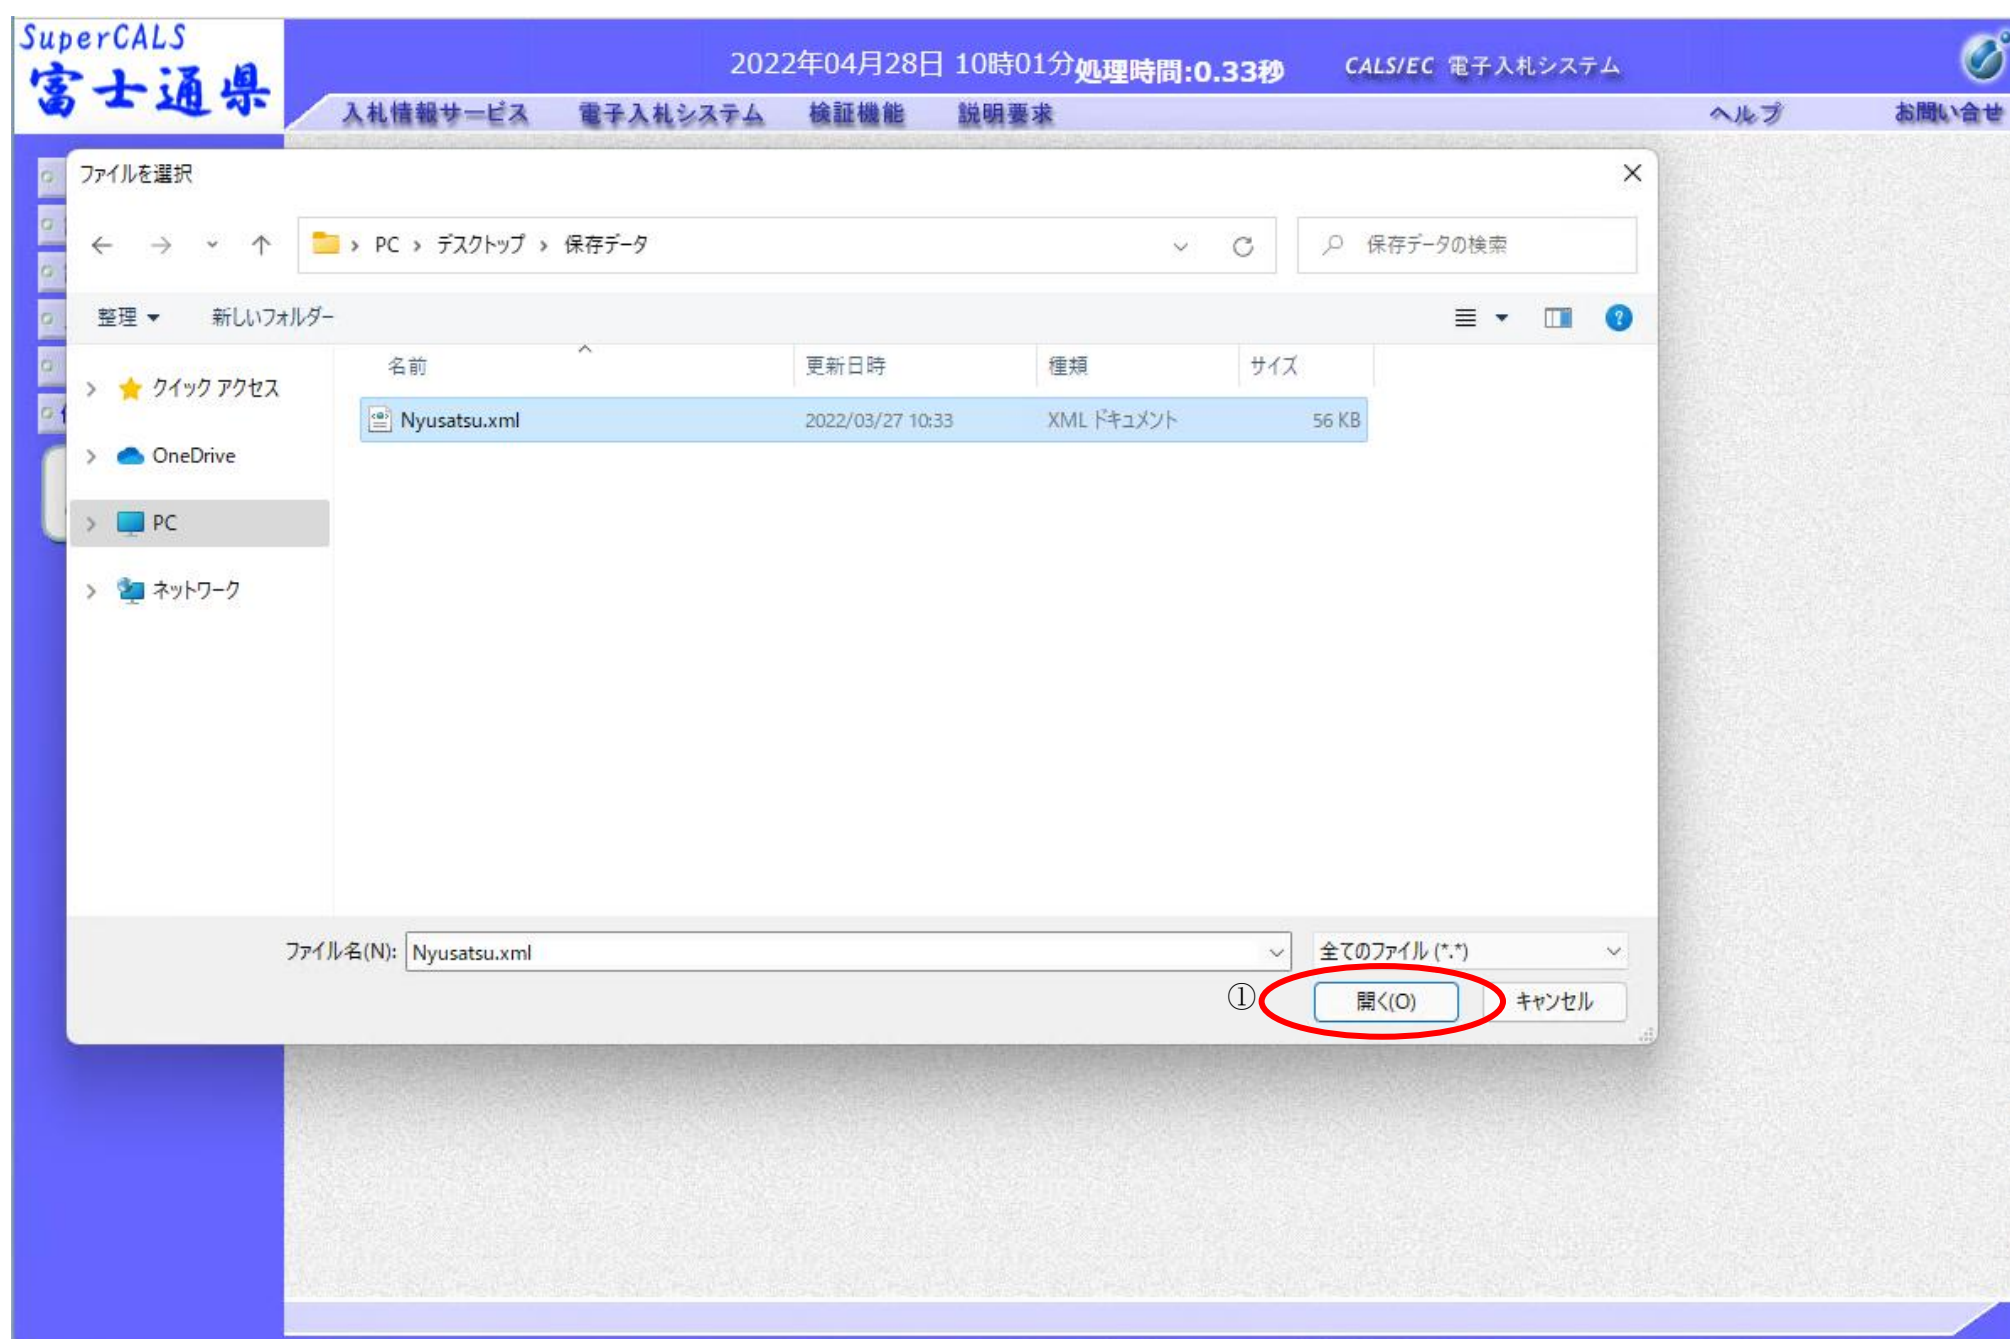 SuperCALS
富士通県
2022年04月28日 10時01分処理時間:0.33秒
CALS/EC 電子入札システム
入札情報サービス 電子入札システム 検証機能 説明要求 ヘルプ お問い合せ
ファイルを選択
PC › デスクトップ › 保存データ
保存データの検索
整理 新しいフォルダー
名前 更新日時 種類 サイズ
クイック アクセス
Nyusatsu.xml 2022/03/27 10:33 XML ドキュメント 56 KB
OneDrive
PC
ネットワーク
ファイル名(N): Nyusatsu.xml 全てのファイル (*.*)
① 開く(O) キャンセル